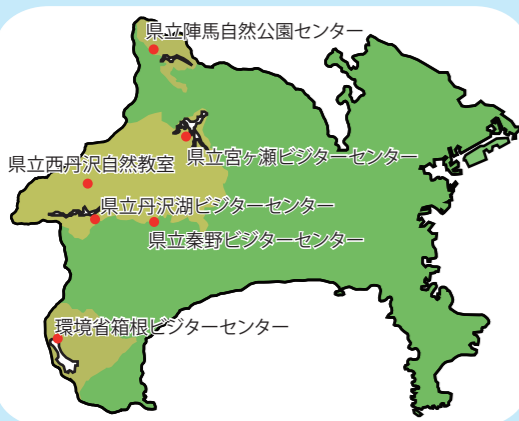 県立陣馬自然公園センター
県立宮ヶ瀬ビジターセンター
県立西丹沢自然教室
県立丹沢湖ビジターセンター
県立秦野ビジターセンター
環境省箱根ビジターセンター